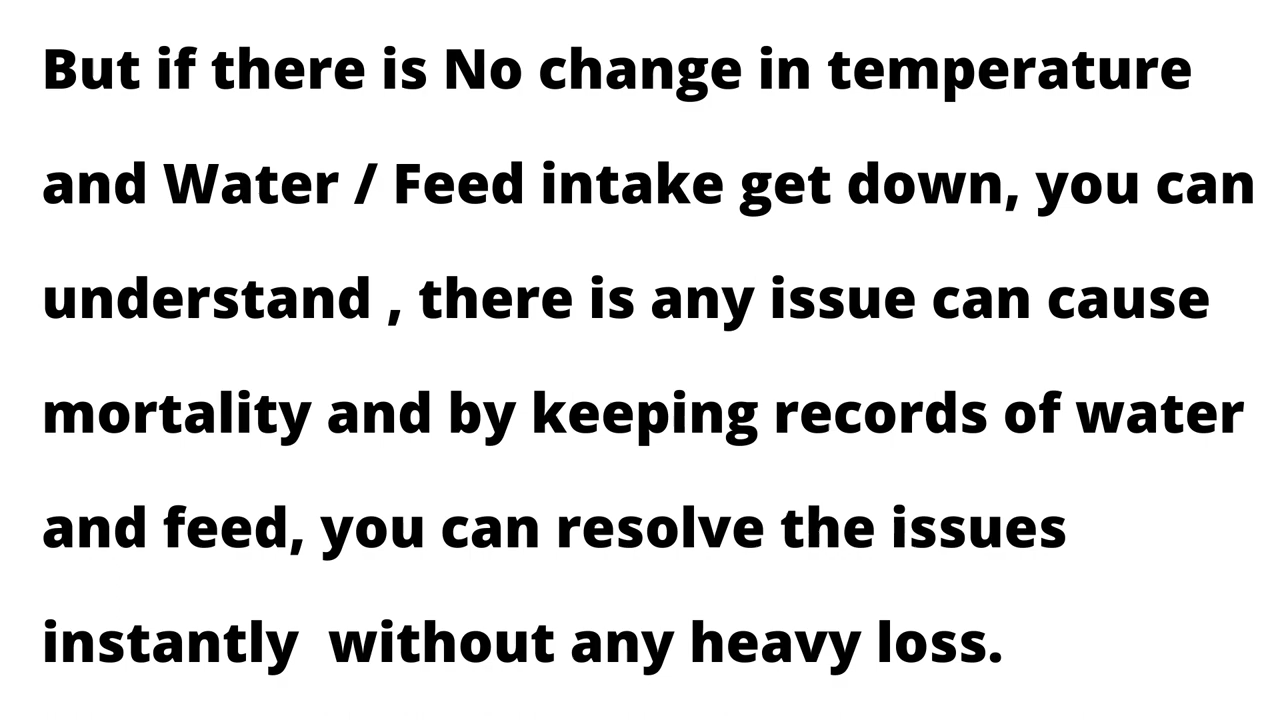 But if there is No change in temperature
and Water / Feed intake get down, you can
understand , there is any issue can cause
mortality and by keeping records of water
and feed, you can resolve the issues
instantly  without any heavy loss.